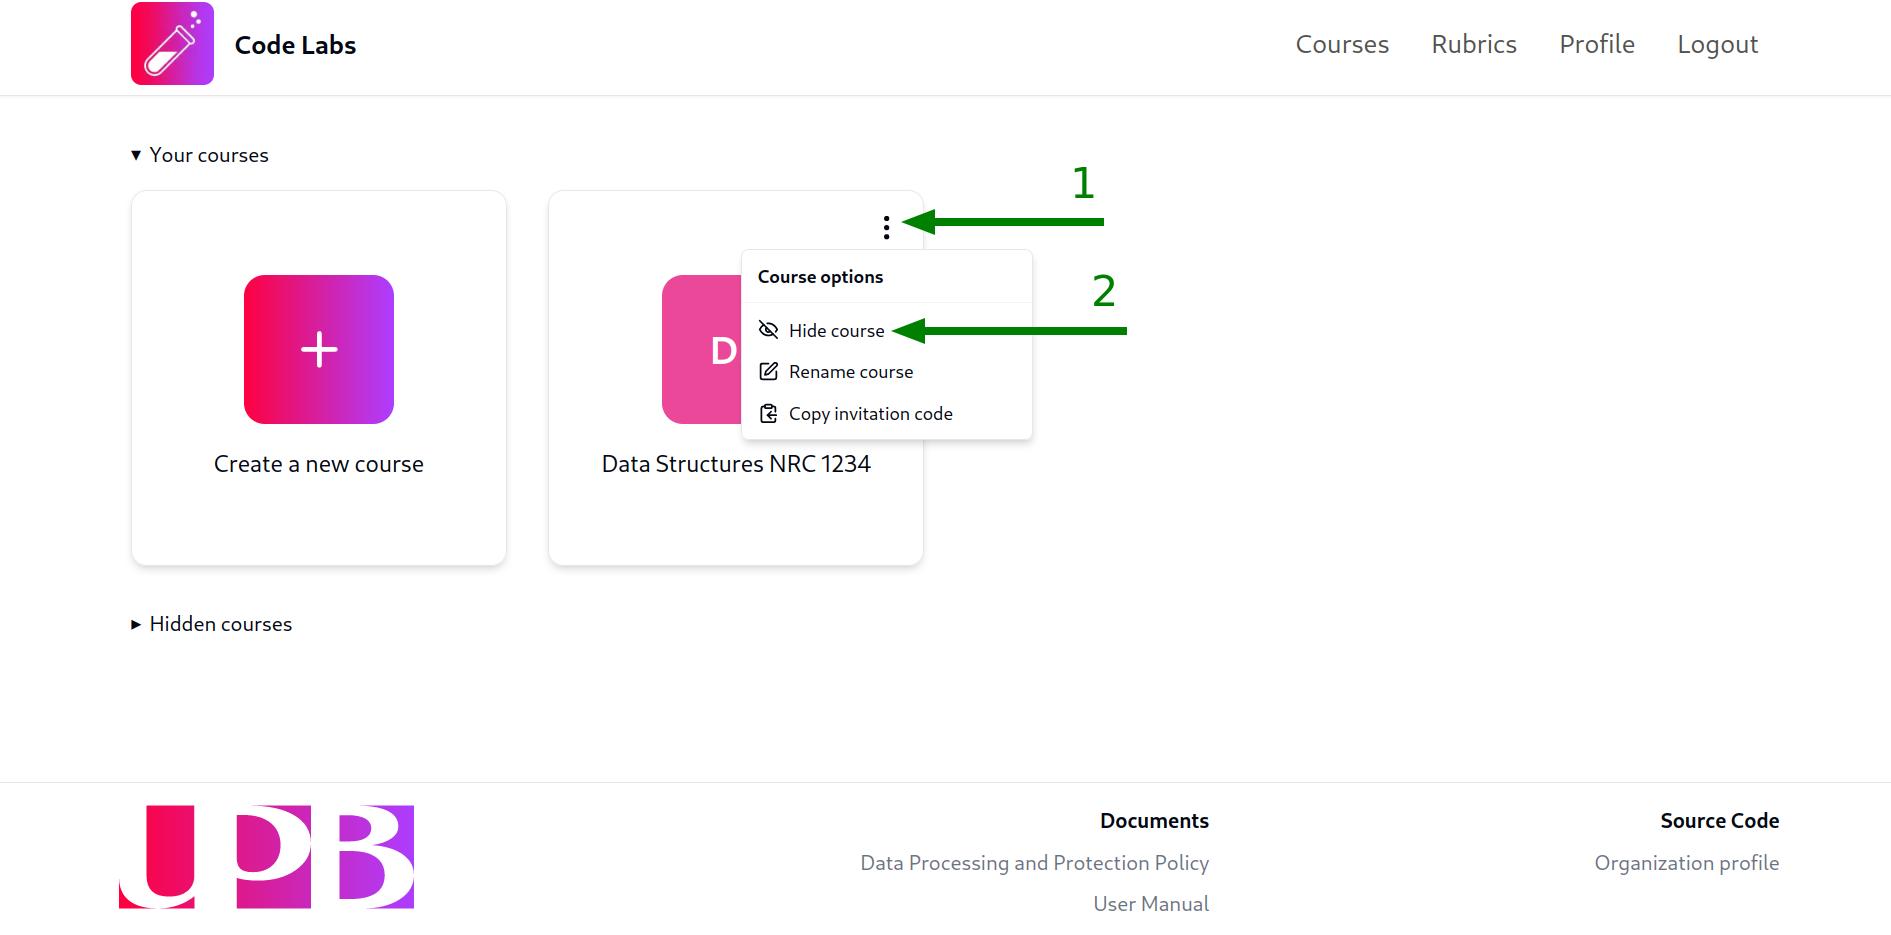 Code Labs
Courses Rubrics Profile Logout
▾ Your courses
1
Course options
2
Hide course
Rename course
Copy invitation code
D
Create a new course
Data Structures NRC 1234
▸ Hidden courses
UPB
Documents
Data Processing and Protection Policy
User Manual
Source Code
Organization profile